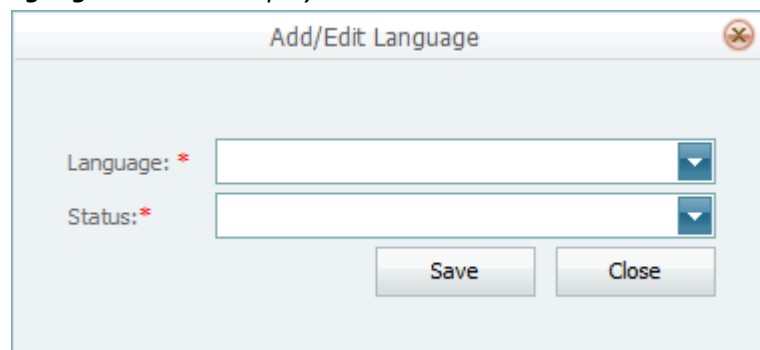 Add/Edit Language
Language: *
Status:*
Save
Close